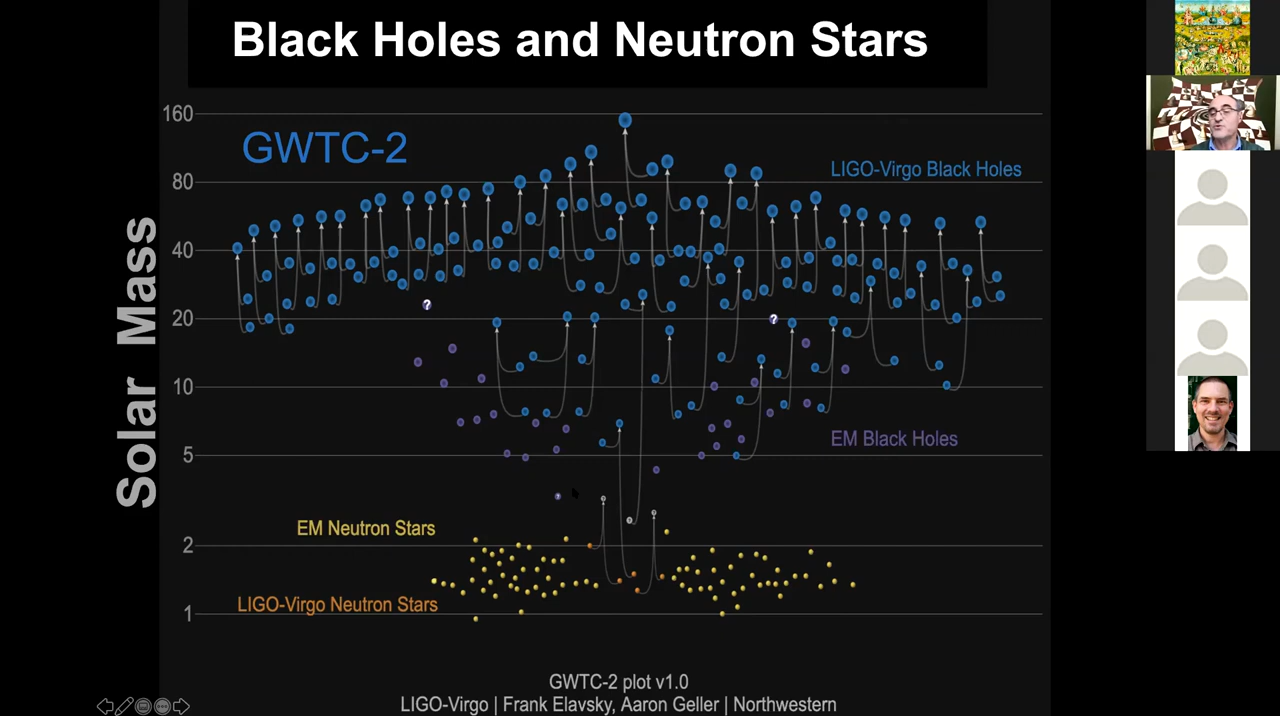 Black Holes and Neutron Stars
GWTC-2
LIGO-Virgo Black Holes
Solar Mass
160
80
40
20
10
5
2
1
?
?
EM Black Holes
EM Neutron Stars
LIGO-Virgo Neutron Stars
GWTC-2 plot v1.0
LIGO-Virgo | Frank Elavsky, Aaron Geller | Northwestern